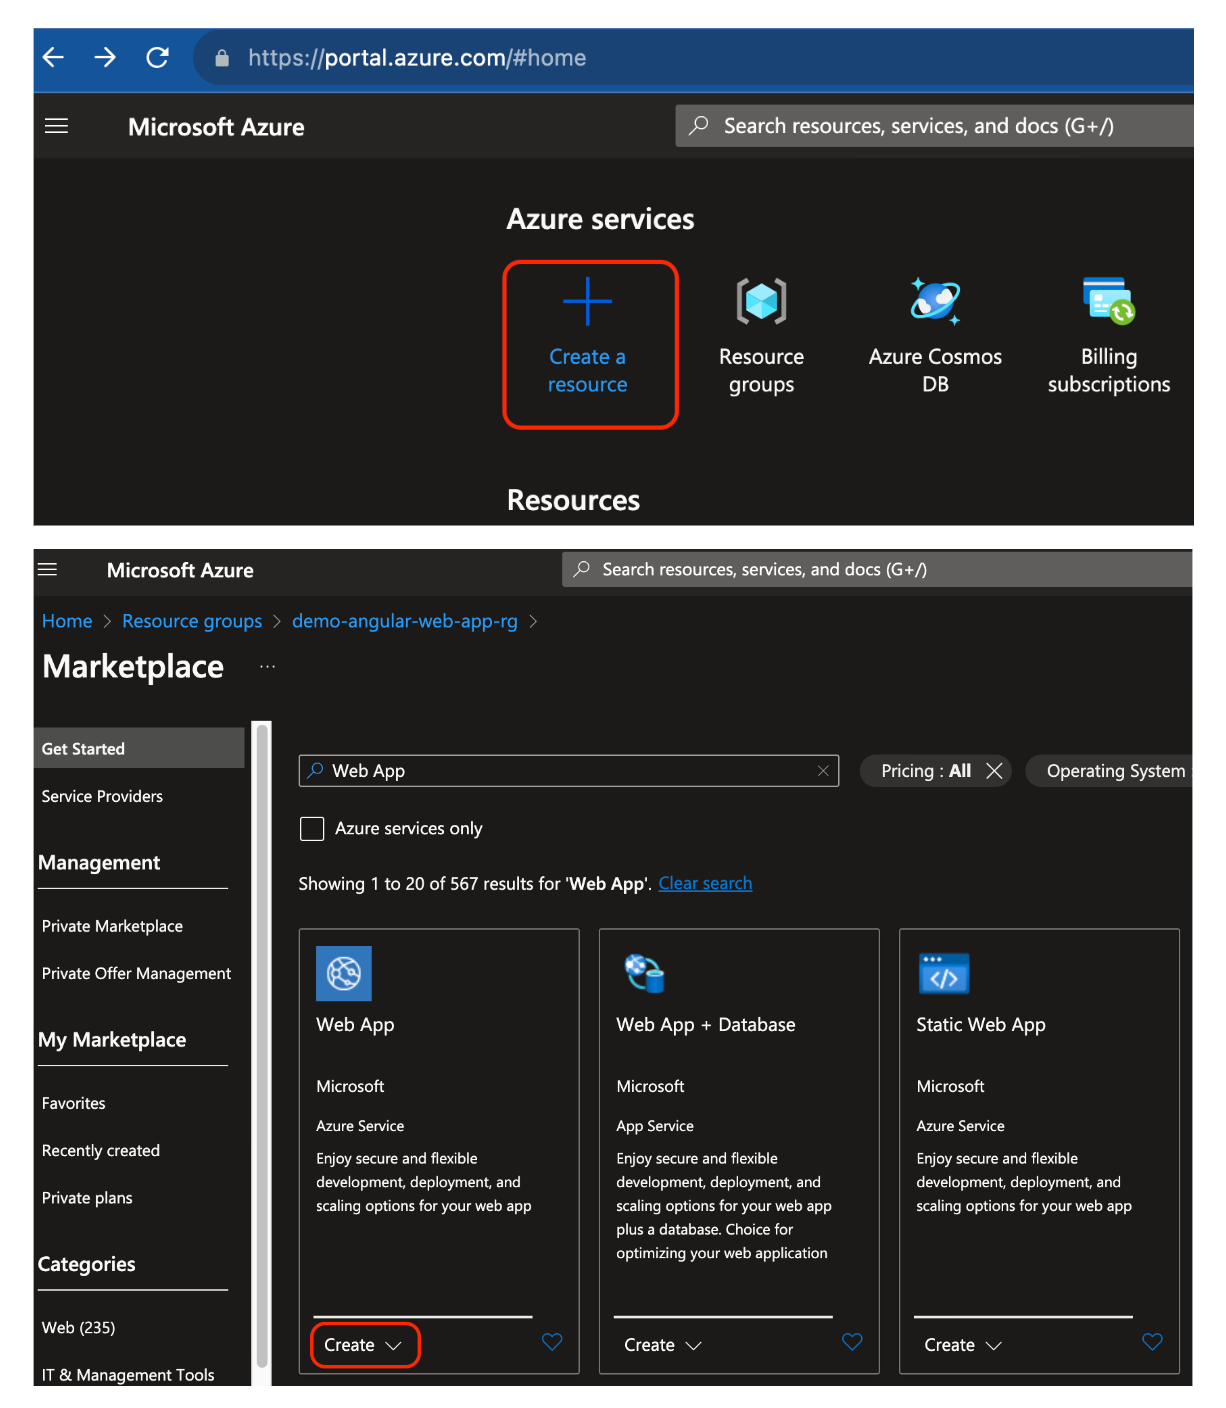 https://portal.azure.com/#home
Microsoft Azure
Search resources, services, and docs (G+/)
Azure services
Create a
resource
Resource
groups
Azure Cosmos
DB
Billing
subscriptions
Resources
Microsoft Azure
Search resources, services, and docs (G+/)
Home > Resource groups > demo-angular-web-app-rg >
Marketplace ...
Get Started
Service Providers
Management
Private Marketplace
Private Offer Management
My Marketplace
Favorites
Recently created
Private plans
Categories
Web (235)
IT & Management Tools
Web App
Pricing : All
Operating System
Azure services only
Showing 1 to 20 of 567 results for 'Web App'. Clear search
Web App
Microsoft
Azure Service
Enjoy secure and flexible
development, deployment, and
scaling options for your web app
Create
Web App + Database
Microsoft
App Service
Enjoy secure and flexible
development, deployment, and
scaling options for your web app
plus a database. Choice for
optimizing your web application
Create
Static Web App
Microsoft
Azure Service
Enjoy secure and flexible
development, deployment, and
scaling options for your web app
Create